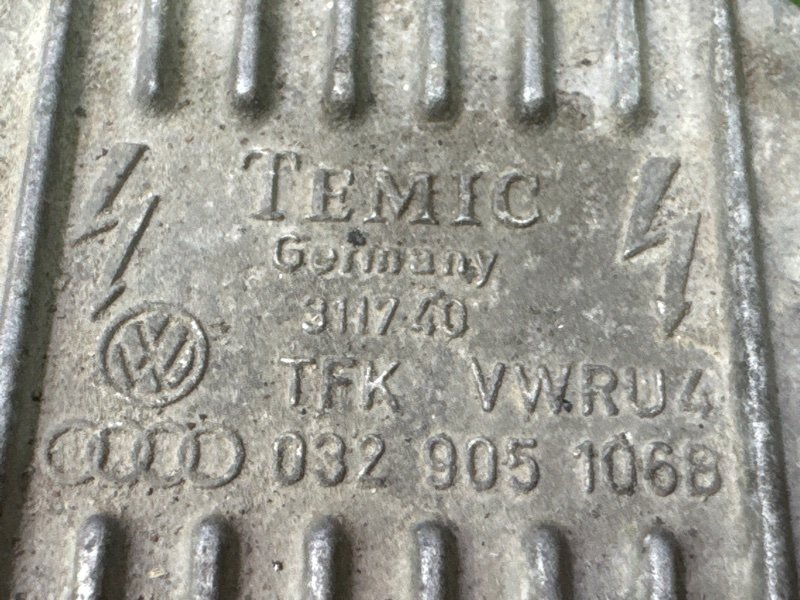 TEMIC
Germany
311740
TFK VWRU4
032 905 106B